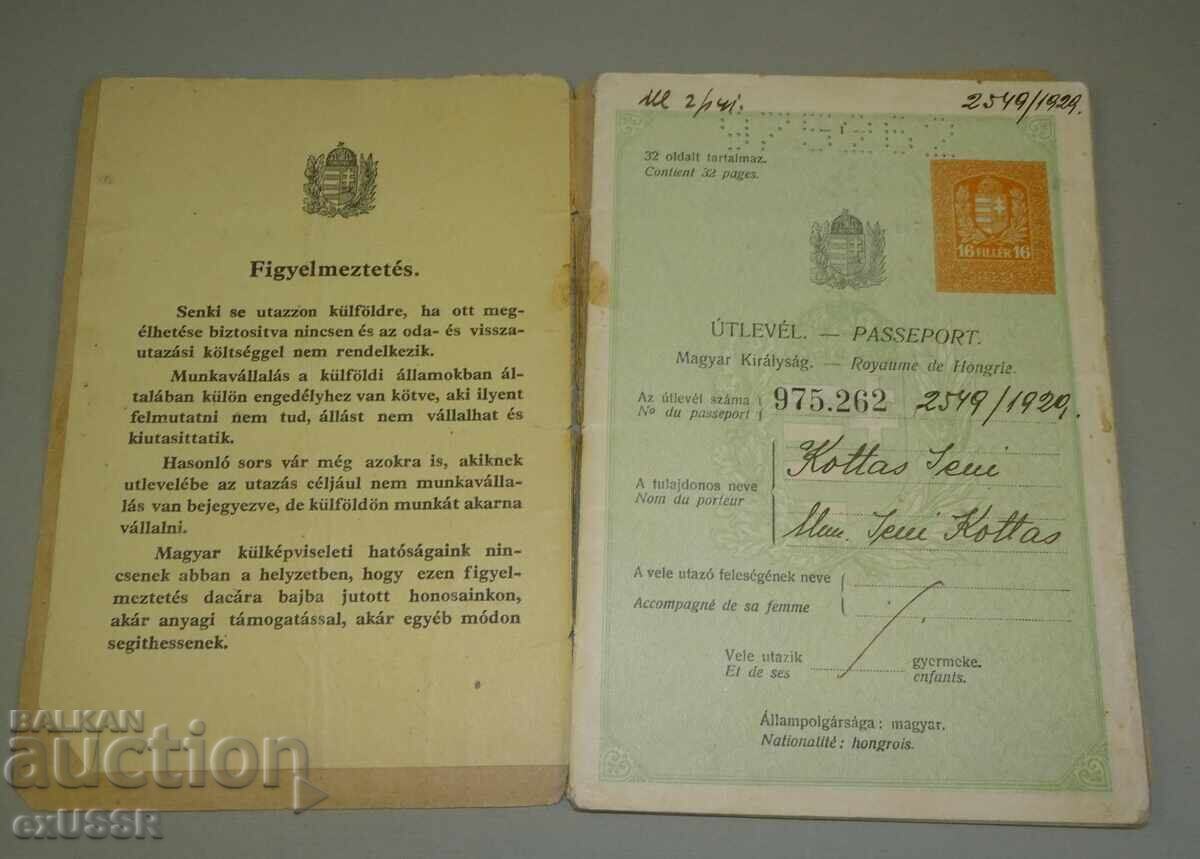 Figyelmeztetés.
Senki se utazzon külföldre, ha ott meg-
élhetése biztositva nincsen és az oda- és vissza-
utazási költséggel nem rendelkezik.
Munkavállalás a külföldi államokban ál-
talában külön engedélyhez van kötve, aki ilyent
felmutatni nem tud, állást nem vállalhat és
kiutasittatik.
Hasonló sors vár még azokra is, akiknek
utlevelébe az utazás céljául nem munkaválla-
lás van bejegyezve, de külföldön munkát akarna
vállalni.
Magyar külképviseleti hatóságaink nin-
csenek abban a helyzetben, hogy ezen figyel-
meztetés dacára bajba jutott honosainkon,
akár anyagi támogatással, akár egyéb módon
segithessenek.
2549/1929.
975262
32 oldalt tartalmaz.
Contient 32 pages.
16 FILLÉR 16
ÚTLEVÉL. — PASSEPORT.
Magyar Királyság. — Royaume de Hongrie.
Az útlevél száma
No du passeport
975.262 2549/1929.
A tulajdonos neve
Nom du porteur
Kottas Jeni
Jeni Kottas
A vele utazó feleségének neve
Accompagné de sa femme
Vele utazik gyermeke.
Et de ses enfants.
Állampolgársága : magyar.
Nationalité : hongrois.
BALKAN
auction
exUSSR